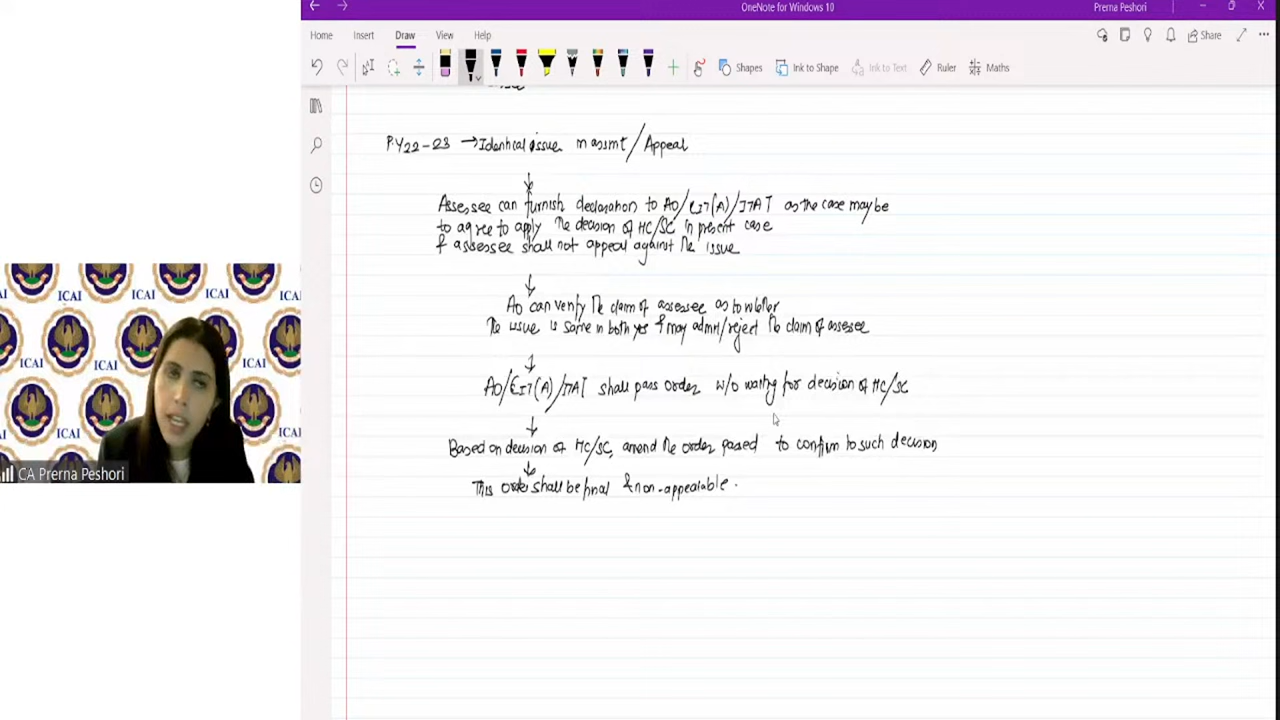 OneNote for Windows 10
Prerna Peshori
Home
Insert
Draw
View
Help
Share
Shapes
Ink to Shape
Ink to Text
Ruler
Maths
P.Y22-23 → Identical issue in assmt/Appeal
Assessee can furnish declaration to AO/CIT(A)/ITAT as the case may be
to agree to apply the decision of HC/SC in present case
& assessee shall not appeal against the issue
AO can verify the claim of assessee as to whether
the issue is same in both yrs & may admit/reject the claim of assessee
AO/CIT(A)/ITAT shall pass order w/o waiting for decision of HC/SC
Based on decision of HC/SC, amend the order passed to confirm to such decision
This order shall be final & non-appealable.
ICAI
ICAI
ICAI
ICAI
ICAI
ICAI
CA Prerna Peshori